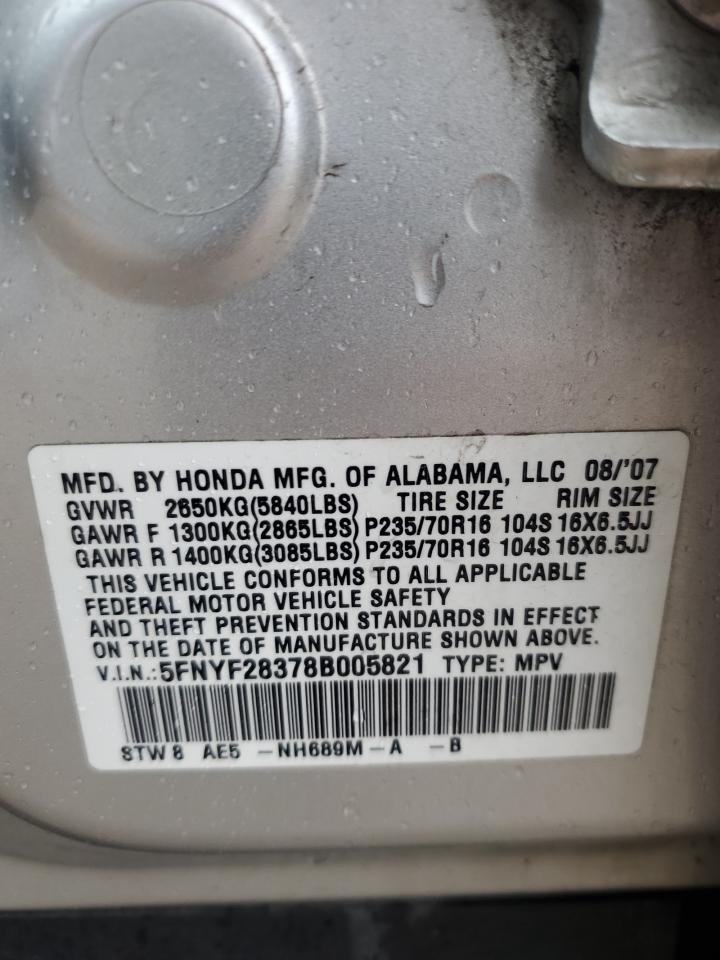 MFD. BY HONDA MFG. OF ALABAMA, LLC 08/'07
GVWR 2650KG(5840LBS) TIRE SIZE RIM SIZE
GAWR F 1300KG(2865LBS) P235/70R16 104S 16X6.5JJ
GAWR R 1400KG(3085LBS) P235/70R16 104S 16X6.5JJ
THIS VEHICLE CONFORMS TO ALL APPLICABLE
FEDERAL MOTOR VEHICLE SAFETY
AND THEFT PREVENTION STANDARDS IN EFFECT
ON THE DATE OF MANUFACTURE SHOWN ABOVE.
V.I.N.:5FNYF28378B005821 TYPE: MPV
STW 8 AE5 -NH689M-A -B